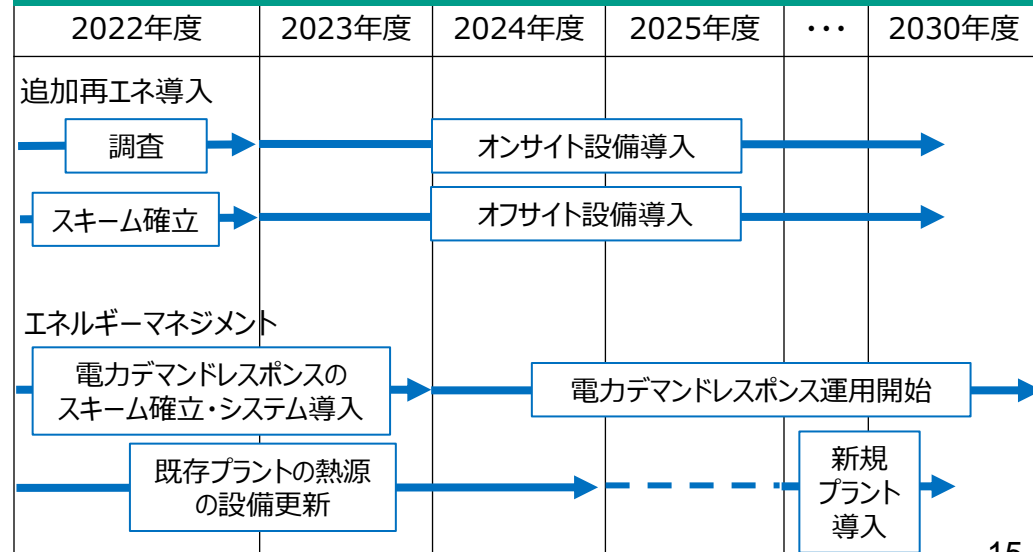 2022年度 2023年度 2024年度 2025年度 ・・・ 2030年度
追加再エネ導入
調査
オンサイト設備導入
スキーム確立
オフサイト設備導入
エネルギーマネジメント
電力デマンドレスポンスの
スキーム確立・システム導入
電力デマンドレスポンス運用開始
既存プラントの熱源
の設備更新
新規
プラント
導入
15